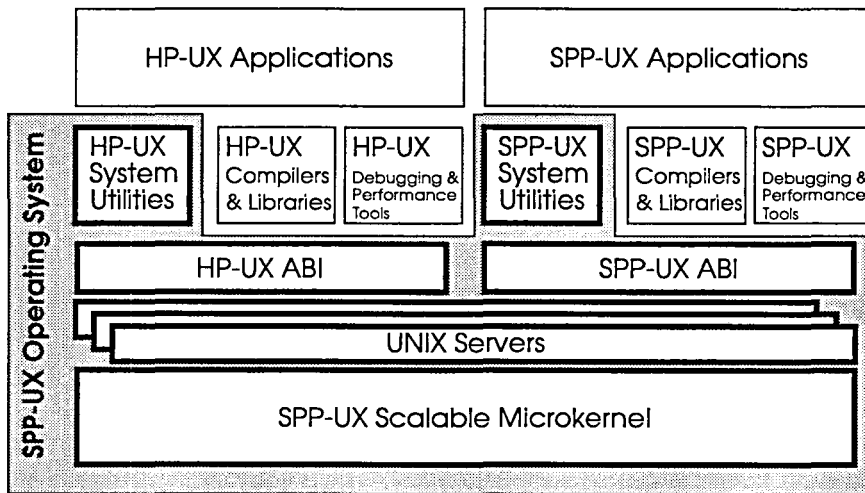 HP-UX Applications
SPP-UX Applications
SPP-UX Operating System
HP-UX
System
Utilities
HP-UX
Compilers
& Libraries
HP-UX
Debugging &
Performance
Tools
SPP-UX
System
Utilities
SPP-UX
Compilers
& Libraries
SPP-UX
Debugging &
Performance
Tools
HP-UX ABI
SPP-UX ABI
UNIX Servers
SPP-UX Scalable Microkernel